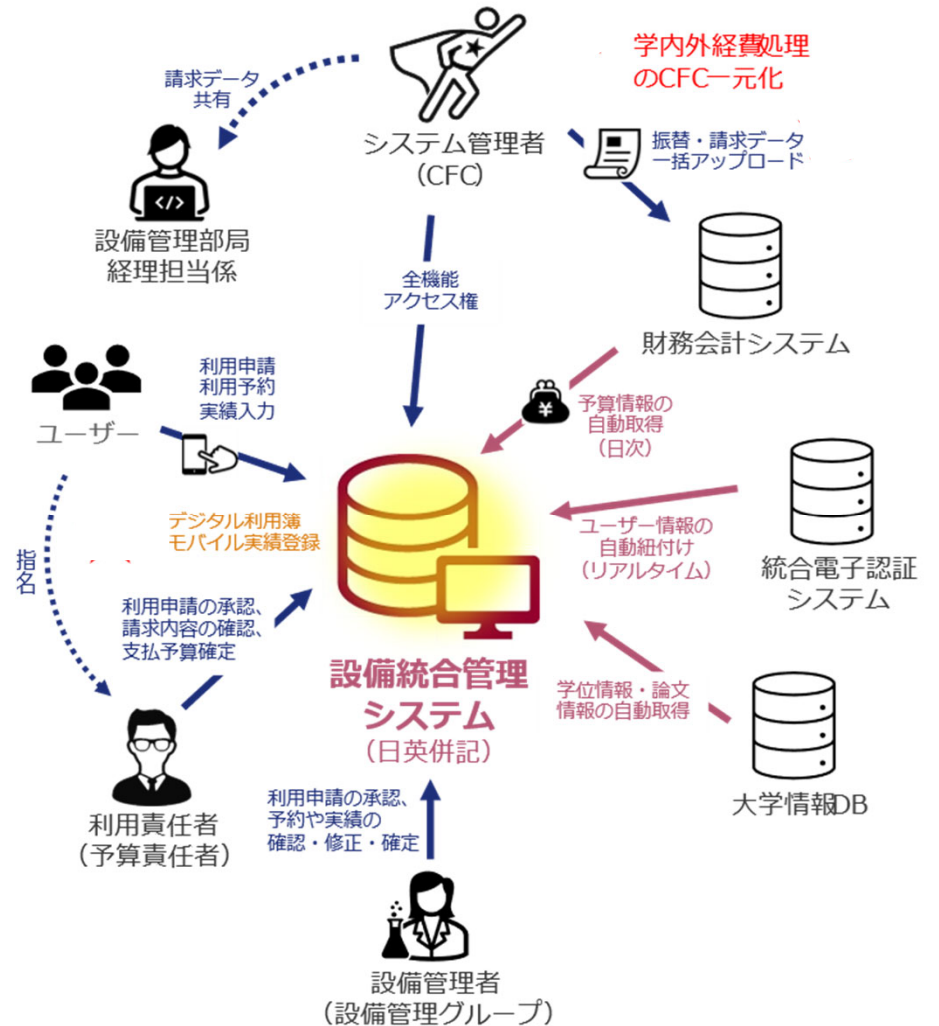 学内外経費処理
のCFC一元化
請求データ
共有
システム管理者
(CFC)
振替・請求データ
一括アップロード
</>
設備管理部局
経理担当係
全機能
アクセス権
財務会計システム
利用申請
利用予約
実績入力
ユーザー
¥
予算情報の
自動取得
(日次)
デジタル利用簿
モバイル実績登録
ユーザー情報の
自動紐付け
(リアルタイム)
統合電子認証
システム
指名
利用申請の承認、
請求内容の確認、
支払予算確定
設備統合管理
システム
(日英併記)
学位情報・論文
情報の自動取得
大学情報DB
利用責任者
(予算責任者)
利用申請の承認、
予約や実績の
確認・修正・確定
設備管理者
(設備管理グループ)